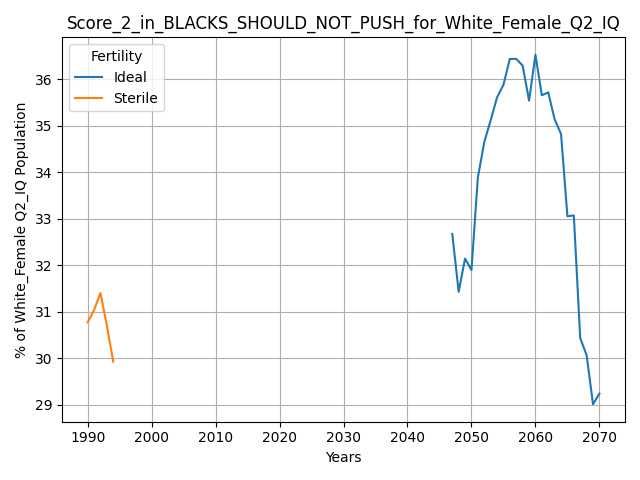 Score_2_in_BLACKS_SHOULD_NOT_PUSH_for_White_Female_Q2_IQ
Fertility
Ideal
Sterile
% of White_Female Q2_IQ Population
36
35
34
33
32
31
30
29
1990 2000 2010 2020 2030 2040 2050 2060 2070
Years